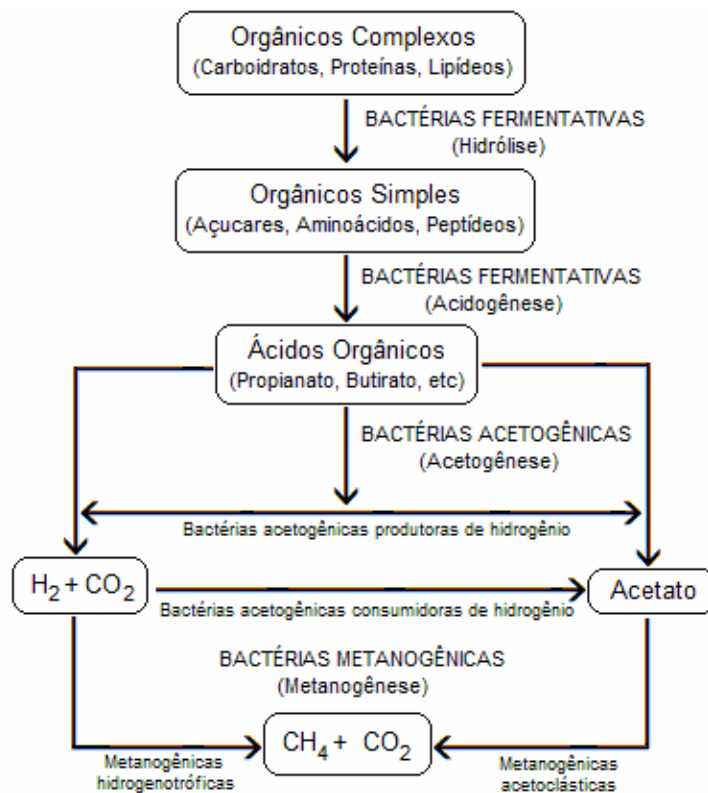 Orgânicos Complexos
(Carboidratos, Proteínas, Lipídeos)
BACTÉRIAS FERMENTATIVAS
(Hidrólise)
Orgânicos Simples
(Açucares, Aminoácidos, Peptídeos)
BACTÉRIAS FERMENTATIVAS
(Acidogênese)
Ácidos Orgânicos
(Propianato, Butirato, etc)
BACTÉRIAS ACETOGÊNICAS
(Acetogênese)
Bactérias acetogênicas produtoras de hidrogênio
H₂ + CO₂
Acetato
Bactérias acetogênicas consumidoras de hidrogênio
BACTÉRIAS METANOGÊNICAS
(Metanogênese)
CH₄ + CO₂
Metanogênicas
hidrogenotróficas
Metanogênicas
acetoclásticas